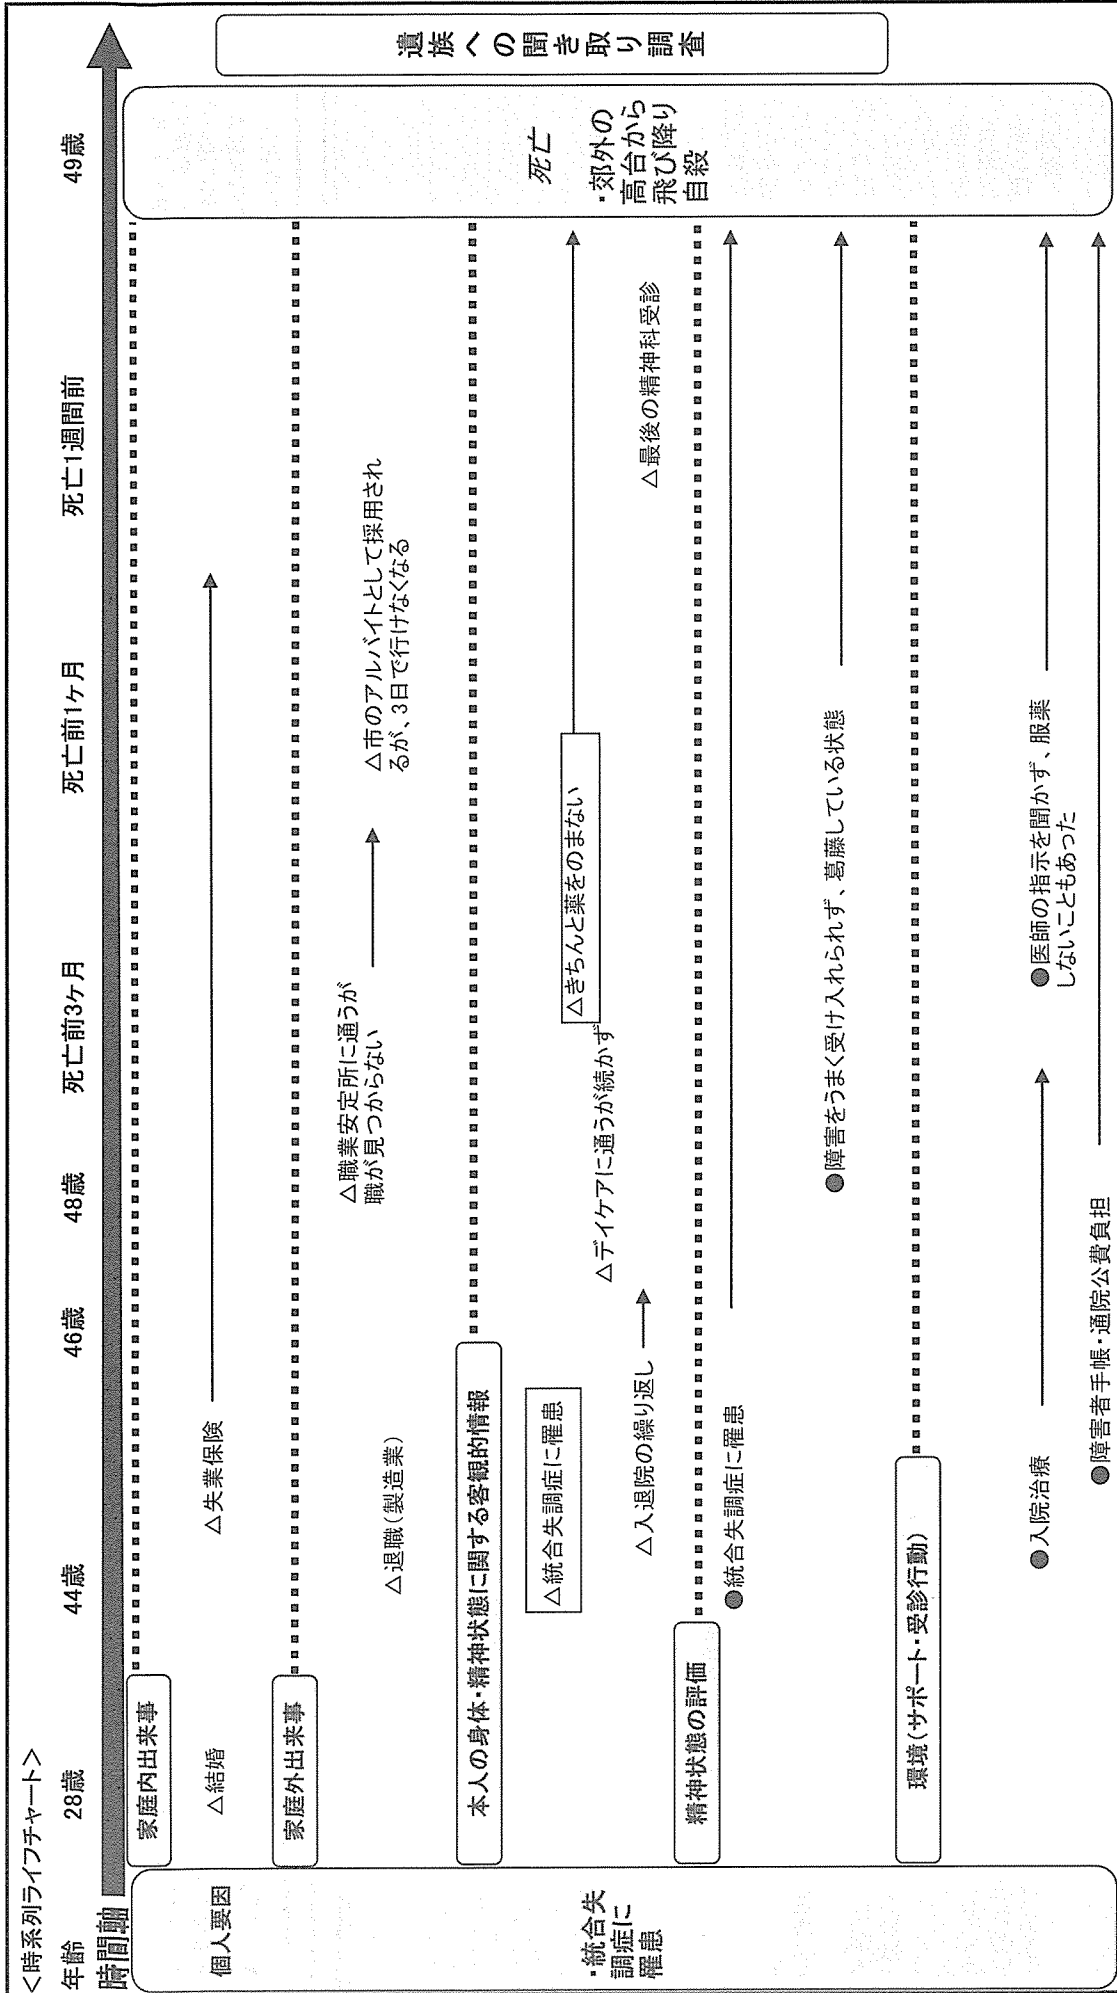 ＜時系列ライフチャート＞
年齢
28歳
44歳
46歳
48歳
死亡前3ヶ月
死亡前1ヶ月
死亡1週間前
49歳
時間軸
個人要因
・統合失
調症に
罹患
家庭内出来事
△結婚
△失業保険
家庭外出来事
△退職（製造業）
△職業安定所に通うが
職が見つからない
△市のアルバイトとして採用され
るが、3日で行けなくなる
本人の身体・精神状態に関する客観的情報
△統合失調症に罹患
△きちんと薬をのまない
△デイケアに通うが続かず
△入退院の繰り返し
△最後の精神科受診
精神状態の評価
●統合失調症に罹患
●障害をうまく受け入れられず、葛藤している状態
環境（サポート・受診行動）
●入院治療
●医師の指示を聞かず、服薬
しないこともあった
●障害者手帳・通院公費負担
死亡
・郊外の
高台から
飛び降り
自殺
遺族への聞き取り調査